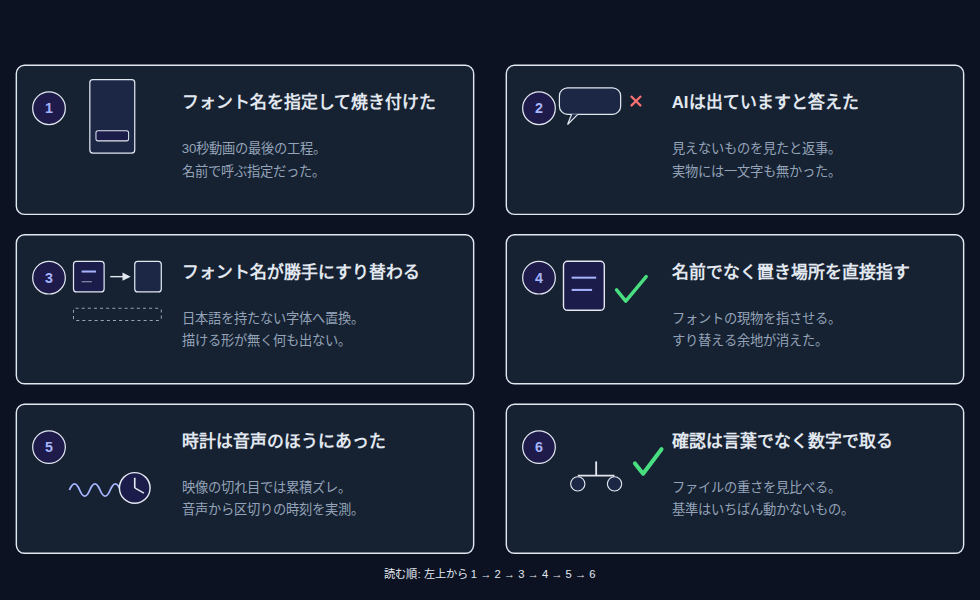 1
フォント名を指定して焼き付けた
30秒動画の最後の工程。
名前で呼ぶ指定だった。
2
AIは出ていますと答えた
見えないものを見たと返事。
実物には一文字も無かった。
3
フォント名が勝手にすり替わる
日本語を持たない字体へ置換。
描ける形が無く何も出ない。
4
名前でなく置き場所を直接指す
フォントの現物を指させる。
すり替える余地が消えた。
5
時計は音声のほうにあった
映像の切れ目では累積ズレ。
音声から区切りの時刻を実測。
6
確認は言葉でなく数字で取る
ファイルの重さを見比べる。
基準はいちばん動かないもの。
読む順: 左上から 1 → 2 → 3 → 4 → 5 → 6